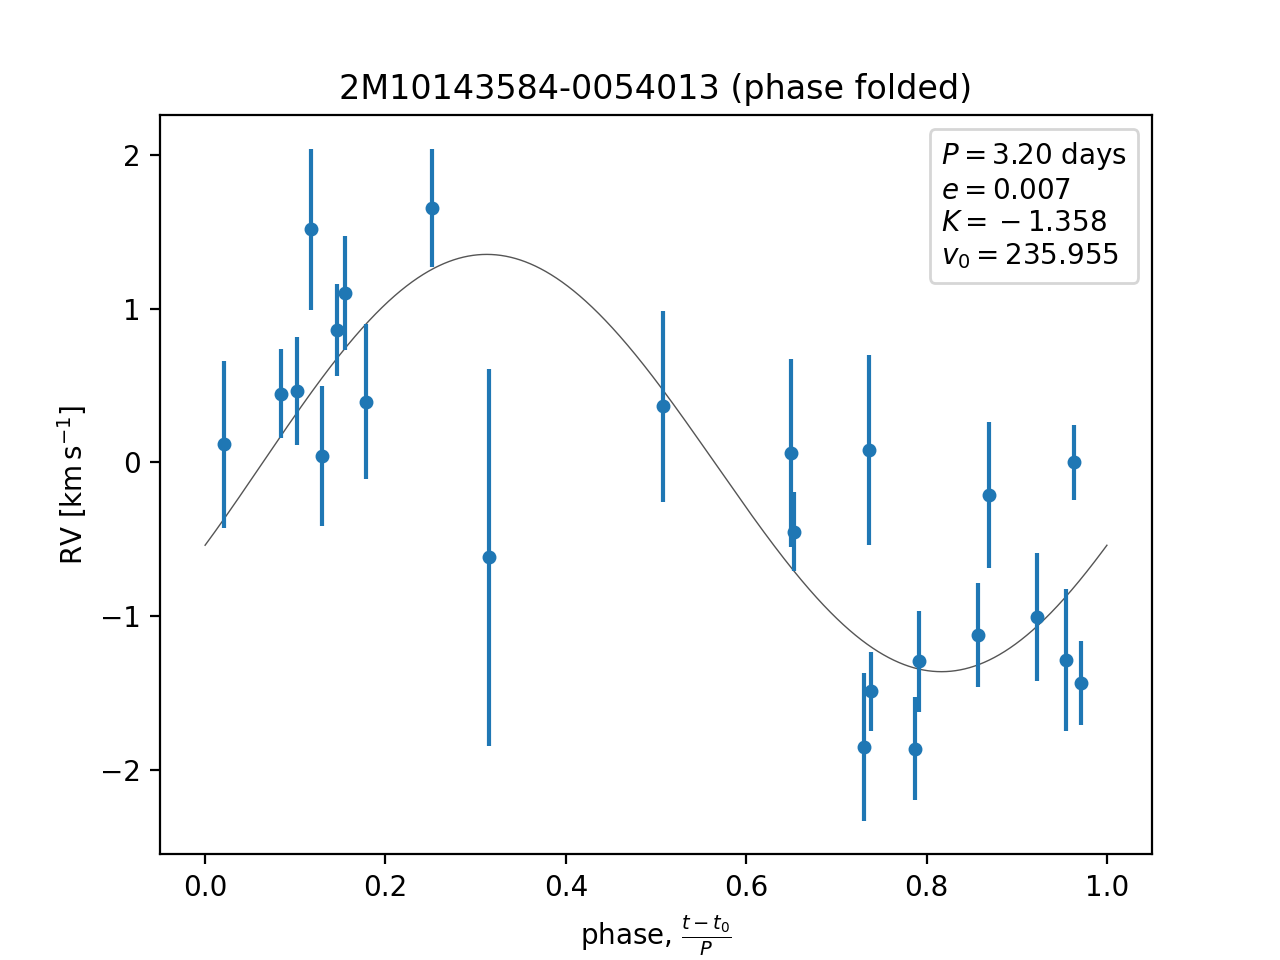 2M10143584-0054013 (phase folded)
P = 3.20 days
e = 0.007
K = −1.358
v₀ = 235.955
2
1
0
−1
−2
RV [km s⁻¹]
0.0 0.2 0.4 0.6 0.8 1.0
phase, (t − t₀)/P